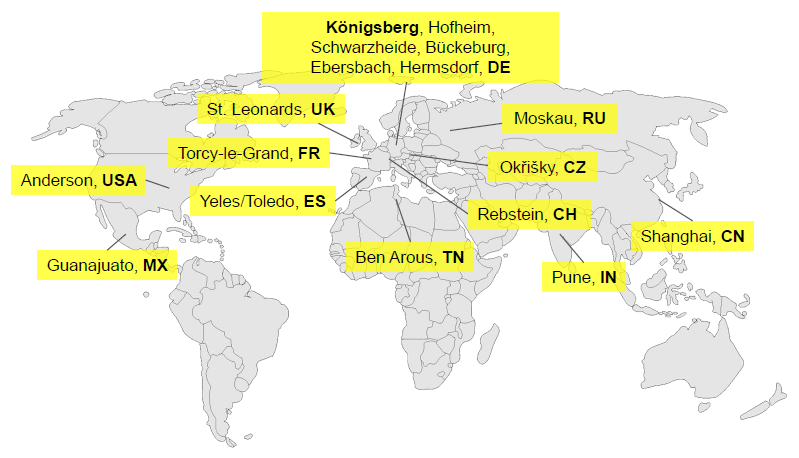 Königsberg, Hofheim,
Schwarzheide, Bückeburg,
Ebersbach, Hermsdorf, DE
St. Leonards, UK
Moskau, RU
Torcy-le-Grand, FR
Okříšky, CZ
Anderson, USA
Yeles/Toledo, ES
Rebstein, CH
Shanghai, CN
Guanajuato, MX
Ben Arous, TN
Pune, IN